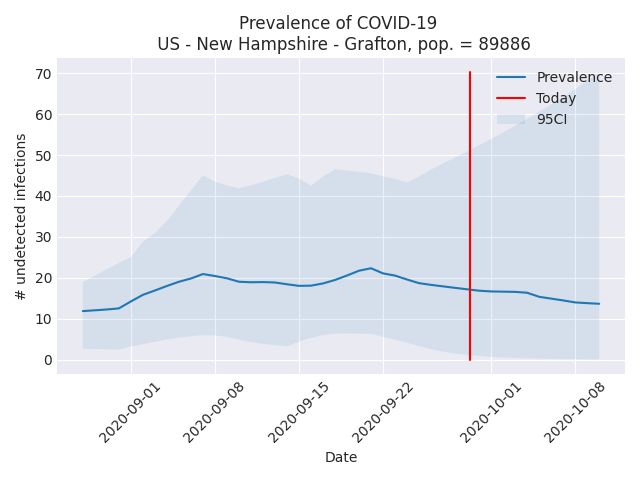 Prevalence of COVID-19
US - New Hampshire - Grafton, pop. = 89886
# undetected infections
70
60
50
40
30
20
10
0
Prevalence
Today
95CI
2020-09-01
2020-09-08
2020-09-15
2020-09-22
2020-10-01
2020-10-08
Date